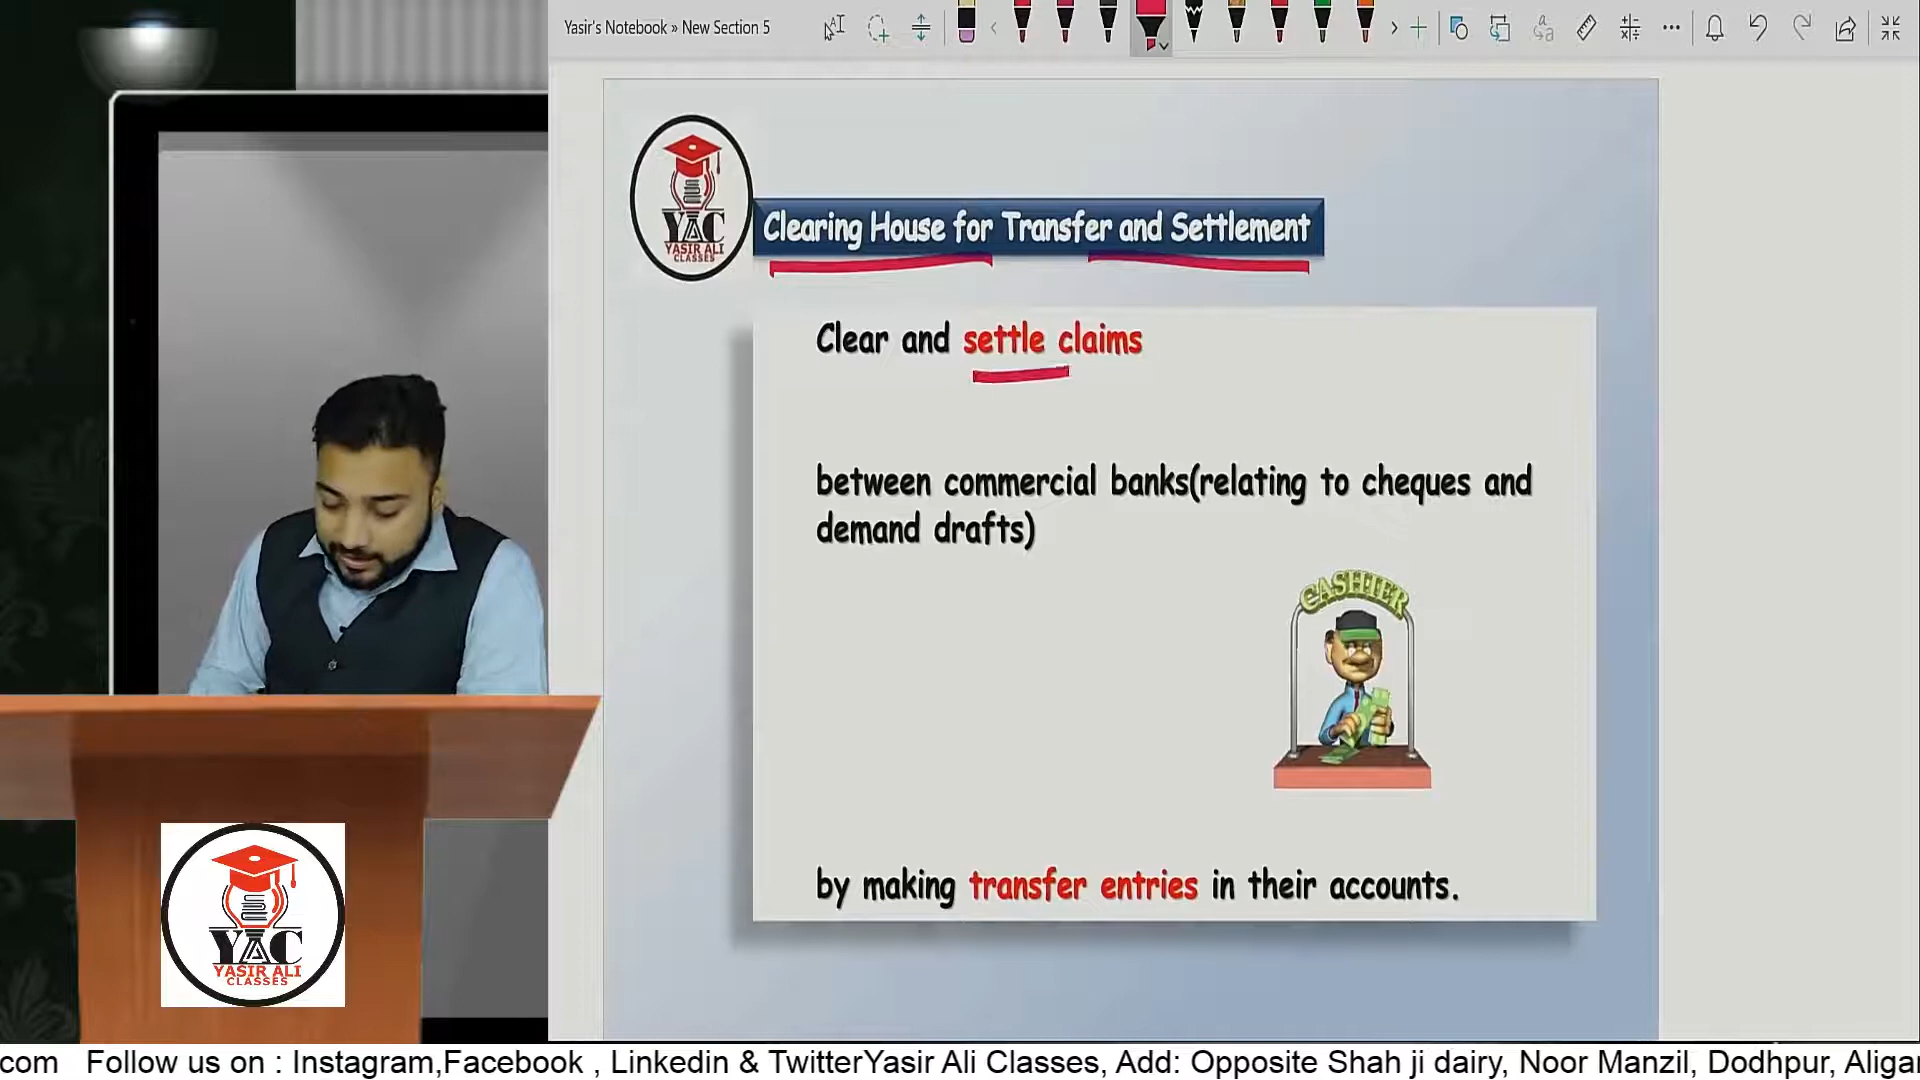 Yasir's Notebook » New Section 5
YAC
YASIR ALI
CLASSES
Clearing House for Transfer and Settlement
Clear and settle claims
between commercial banks(relating to cheques and
demand drafts)
CASHIER
by making transfer entries in their accounts.
YAC
YASIR ALI
CLASSES
com Follow us on : Instagram,Facebook , Linkedin & TwitterYasir Ali Classes, Add: Opposite Shah ji dairy, Noor Manzil, Dodhpur,